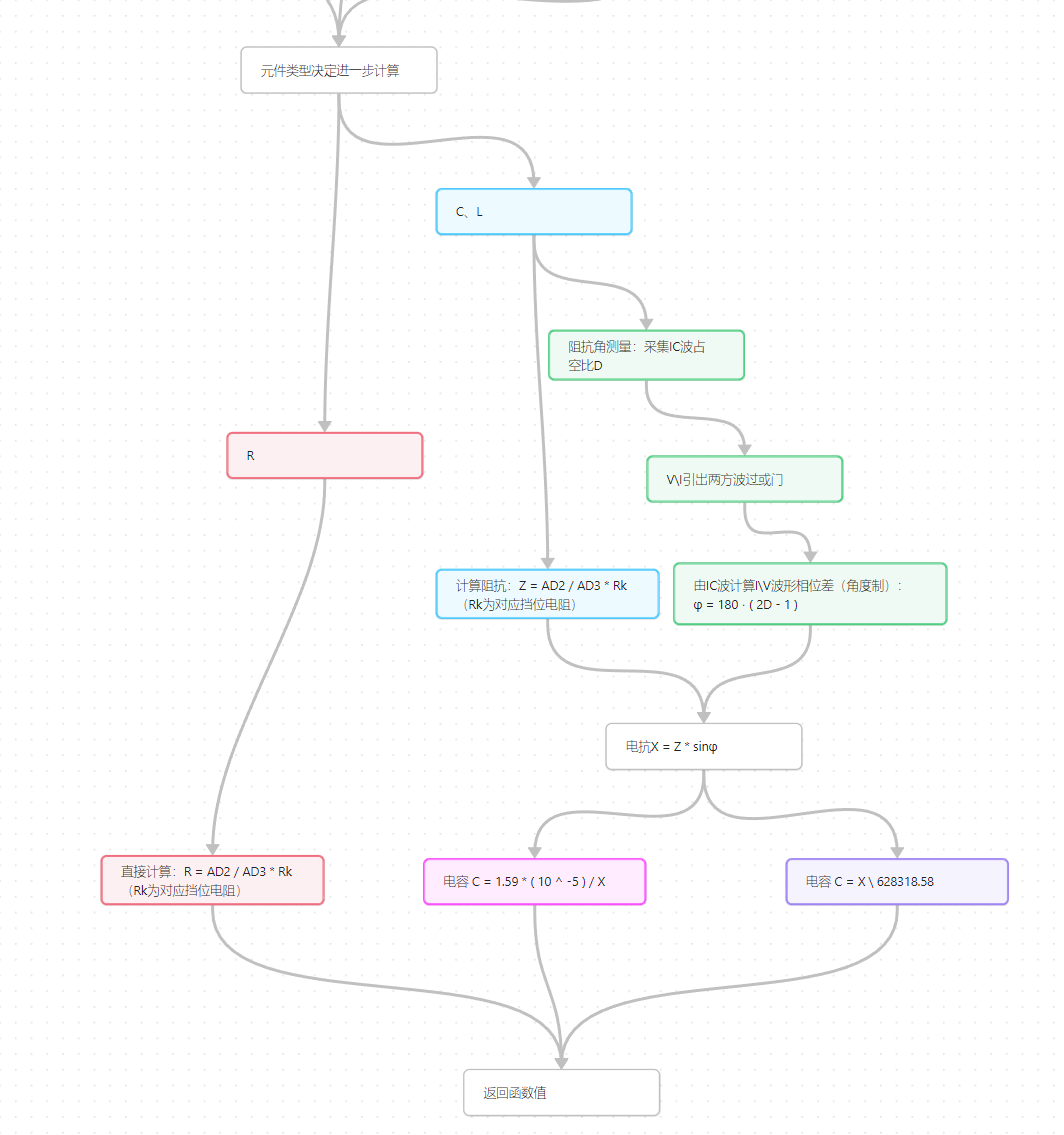 元件类型决定进一步计算
C、L
阻抗角测量：采集IC波占
空比D
R
V\I引出两方波过或门
计算阻抗：Z = AD2 / AD3 * Rk
（Rk为对应挡位电阻）
由IC波计算I\V波形相位差（角度制）：
φ = 180 · ( 2D - 1 )
电抗X = Z * sinφ
直接计算：R = AD2 / AD3 * Rk
（Rk为对应挡位电阻）
电容 C = 1.59 * ( 10 ^ -5 ) / X
电容 C = X \ 628318.58
返回函数值